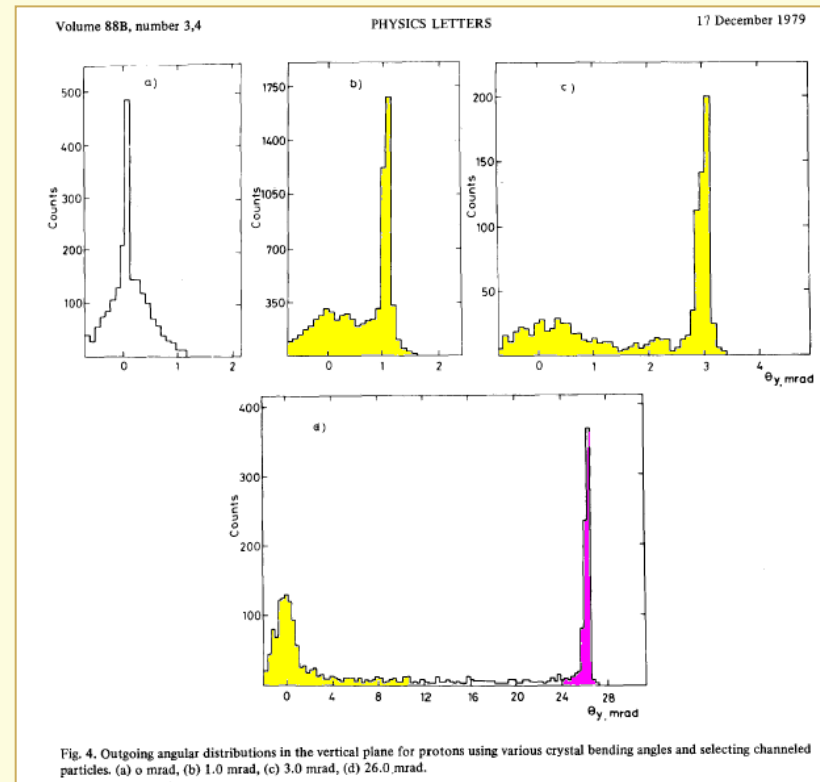 Volume 88B, number 3,4 PHYSICS LETTERS 17 December 1979
a)
500
400
300
200
100
Counts
0 1 2
b)
1750
1400
1050
700
350
Counts
0 1 2
c)
200
150
100
50
Counts
0 1 2 3 4
θy, mrad
d)
400
300
200
100
Counts
0 4 8 12 16 20 24 28
θy, mrad
Fig. 4. Outgoing angular distributions in the vertical plane for protons using various crystal bending angles and selecting channeled
particles. (a) o mrad, (b) 1.0 mrad, (c) 3.0 mrad, (d) 26.0 mrad.